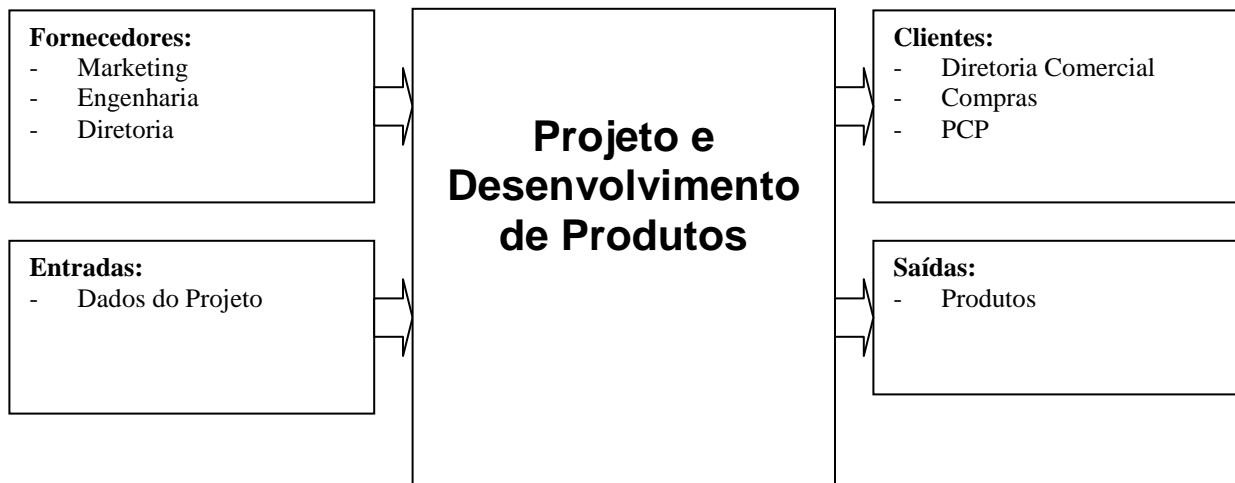 Fornecedores:
- Marketing
- Engenharia
- Diretoria
Entradas:
- Dados do Projeto
Projeto e
Desenvolvimento
de Produtos
Clientes:
- Diretoria Comercial
- Compras
- PCP
Saídas:
- Produtos